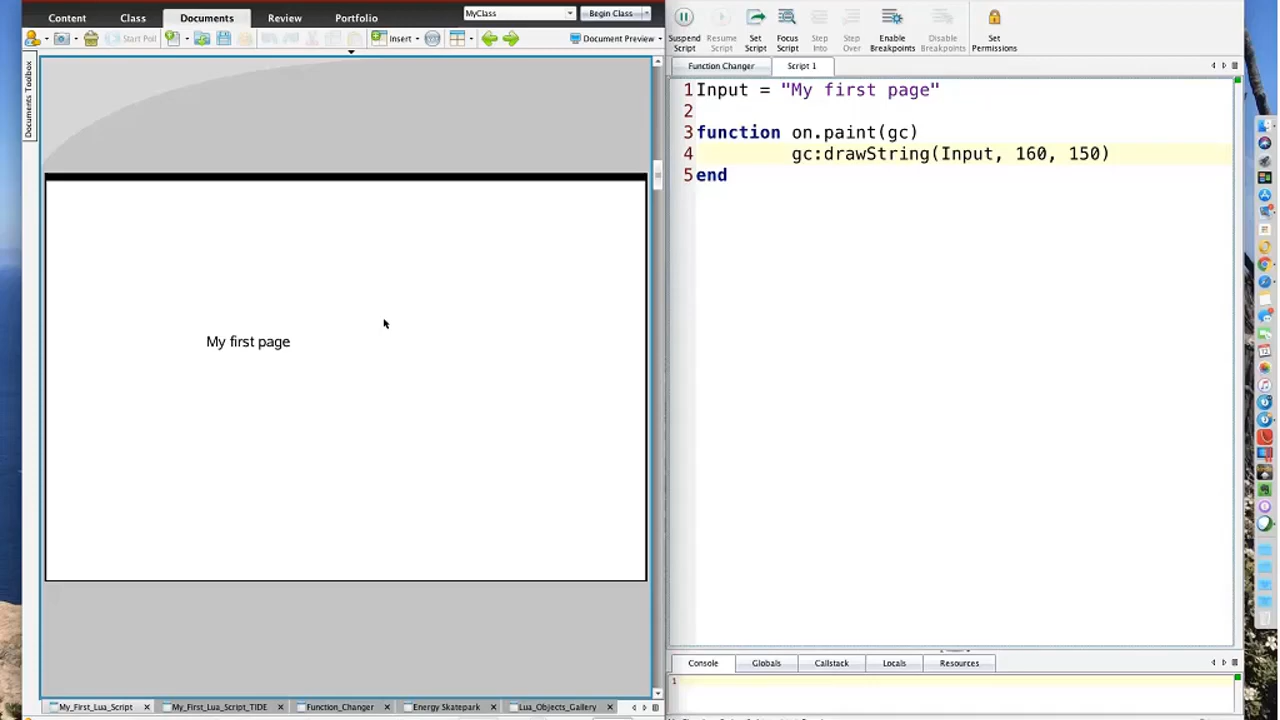 Content Class Documents Review Portfolio MyClass Begin Class
Start Poll Insert Document Preview
Documents Toolbox
My first page
My_First_Lua_Script My_First_Lua_Script_TIDE Function_Changer Energy Skatepark Lua_Objects_Gallery
Suspend Script Resume Script Set Script Focus Script Step Into Step Over Enable Breakpoints Disable Breakpoints Set Permissions
Function Changer Script 1
1 Input = "My first page"
2
3 function on.paint(gc)
4 gc:drawString(Input, 160, 150)
5 end
Console Globals Callstack Locals Resources
1